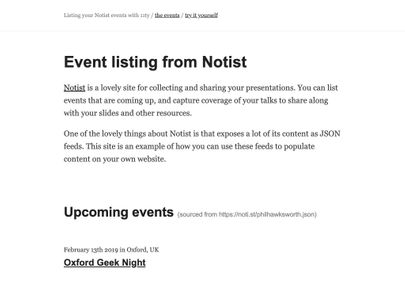 Listing your Notist events with 11ty / the events / try it yourself
Event listing from Notist
Notist is a lovely site for collecting and sharing your presentations. You can list
events that are coming up, and capture coverage of your talks to share along
with your slides and other resources.
One of the lovely things about Notist is that exposes a lot of its content as JSON
feeds. This site is an example of how you can use these feeds to populate
content on your own website.
Upcoming events (sourced from https://noti.st/philhawksworth.json)
February 13th 2019 in Oxford, UK
Oxford Geek Night